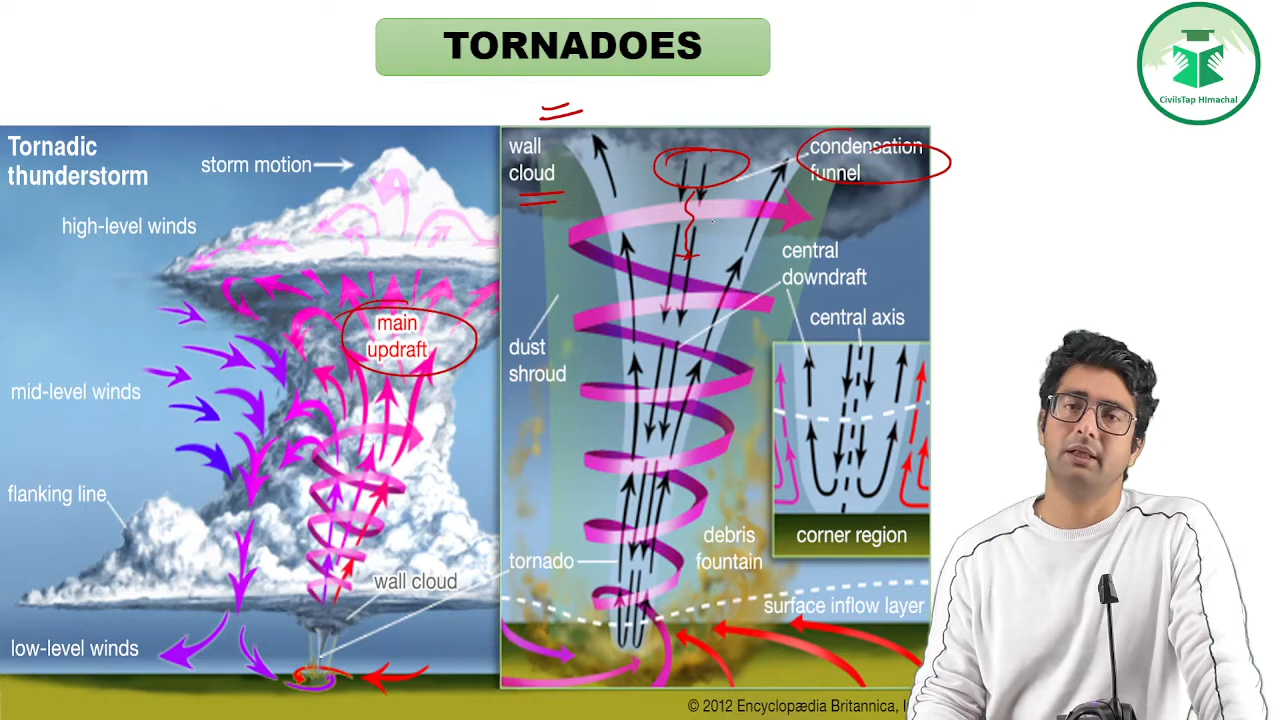 TORNADOES
CivilsTap Himachal
Tornadic
thunderstorm
storm motion
high-level winds
main
updraft
mid-level winds
flanking line
wall cloud
low-level winds
wall
cloud
condensation
funnel
central
downdraft
central axis
dust
shroud
corner region
debris
fountain
tornado
surface inflow layer
© 2012 Encyclopædia Britannica, I